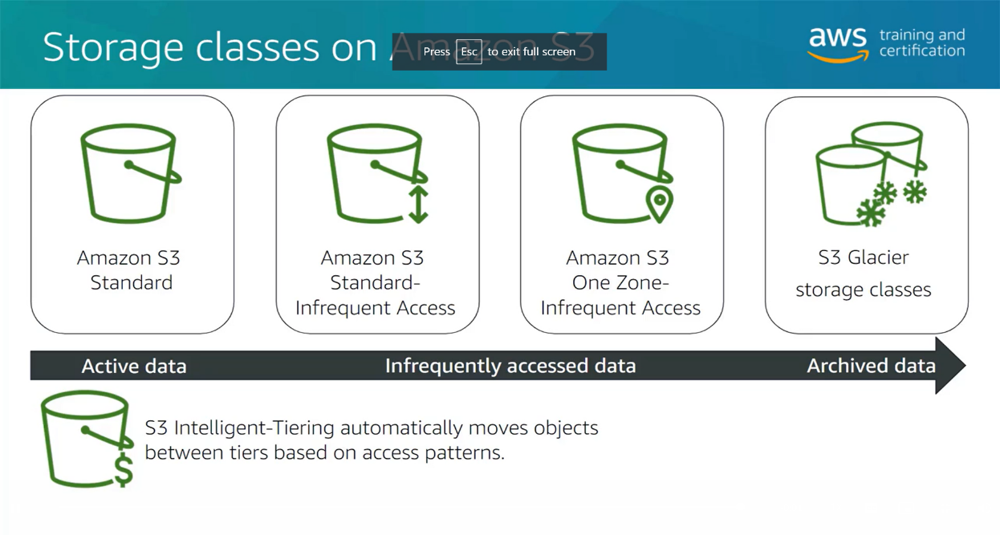 Storage classes on Amazon S3
Press Esc to exit full screen
aws training and
certification
Amazon S3
Standard
Amazon S3
Standard-
Infrequent Access
Amazon S3
One Zone-
Infrequent Access
S3 Glacier
storage classes
Active data
Infrequently accessed data
Archived data
S3 Intelligent-Tiering automatically moves objects
between tiers based on access patterns.
$